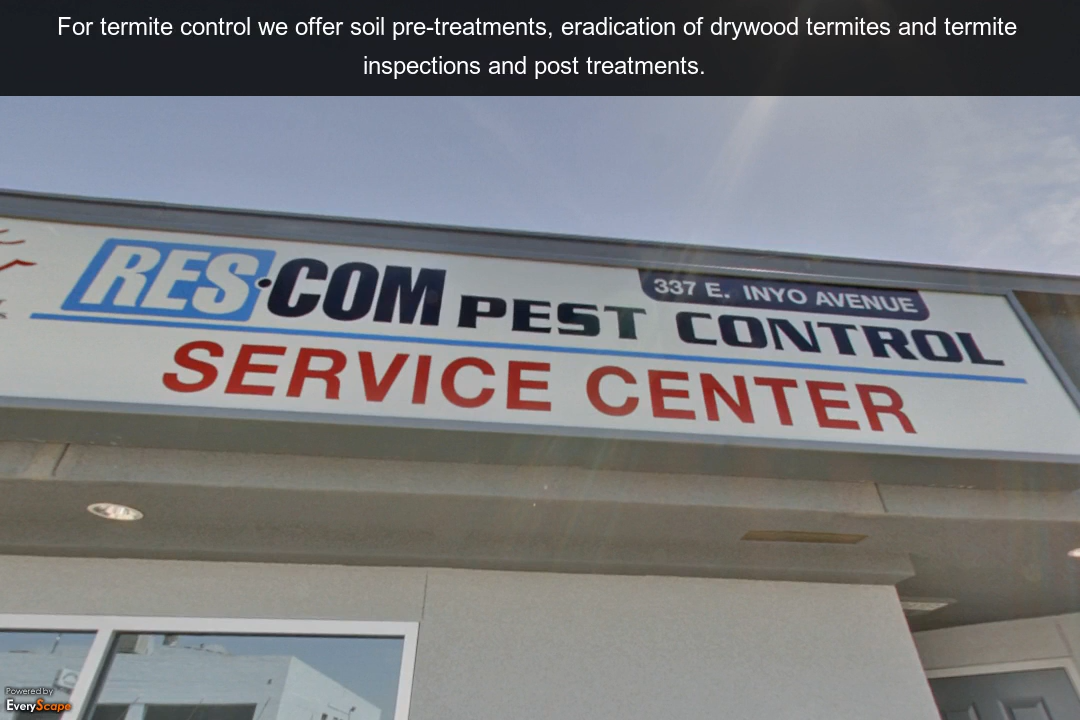 For termite control we offer soil pre-treatments, eradication of drywood termites and termite
inspections and post treatments.
337 E. INYO AVENUE
RES·COM PEST CONTROL
SERVICE CENTER
Powered by
EveryScape